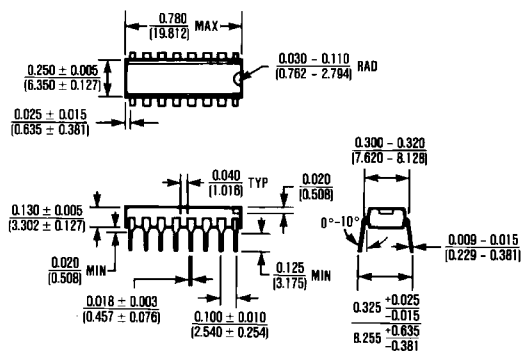 0.780
(19.812) MAX
0.250 ± 0.005
(6.350 ± 0.127)
0.030 – 0.110
(0.762 – 2.794) RAD
0.025 ± 0.015
(0.635 ± 0.381)
0.300 – 0.320
(7.620 – 8.128)
0.040
(1.016) TYP
0.020
(0.508)
0.130 ± 0.005
(3.302 ± 0.127)
0°–10°
0.009 –0.015
(0.229 –0.381)
0.020
(0.508) MIN
0.125
(3.175) MIN
0.018 ± 0.003
(0.457 ± 0.076)
0.100 ± 0.010
(2.540 ± 0.254)
0.325 +0.025
–0.015
8.255 +0.635
–0.381